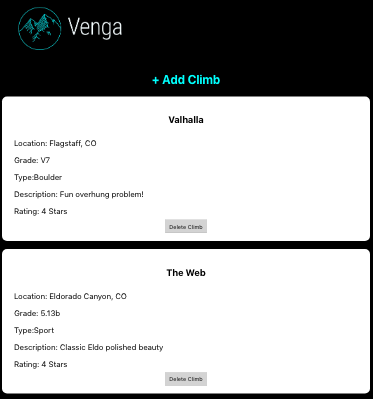 Venga
+ Add Climb
Valhalla
Location: Flagstaff, CO
Grade: V7
Type:Boulder
Description: Fun overhung problem!
Rating: 4 Stars
Delete Climb
The Web
Location: Eldorado Canyon, CO
Grade: 5.13b
Type:Sport
Description: Classic Eldo polished beauty
Rating: 4 Stars
Delete Climb